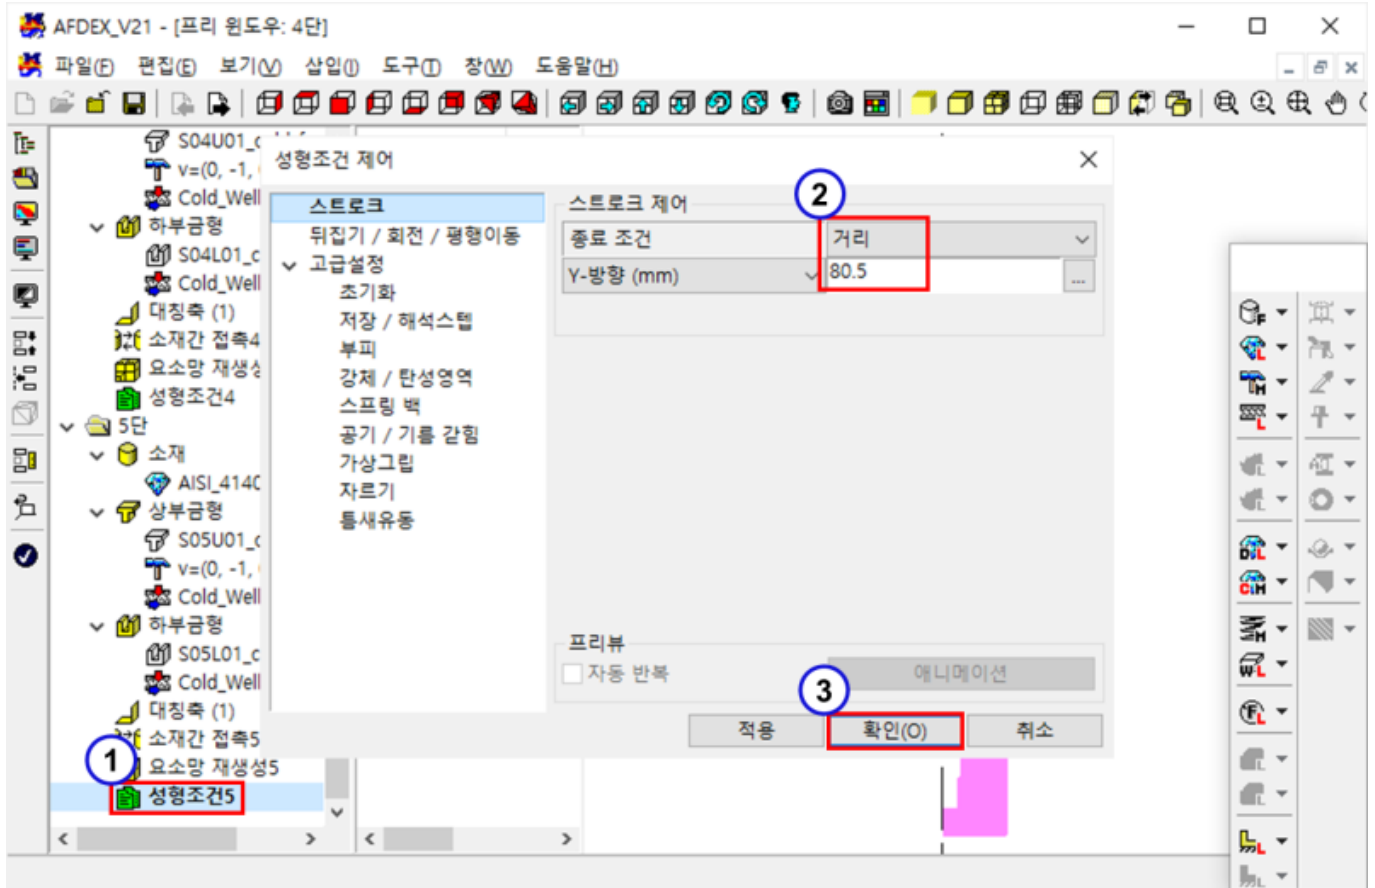 AFDEX_V21 - [프리 윈도우: 4단]
파일(F) 편집(E) 보기(V) 삽입(I) 도구(T) 창(W) 도움말(H)
S04U01_c
v=(0, -1,
Cold_Well
하부금형
S04L01_c
Cold_Well
대칭축 (1)
소재간 접촉4
요소망 재생성
성형조건4
5단
소재
AISI_4140
상부금형
S05U01_c
v=(0, -1,
Cold_Well
하부금형
S05L01_c
Cold_Well
대칭축 (1)
소재간 접촉5
요소망 재생성5
1
성형조건5
성형조건 제어
스트로크
뒤집기 / 회전 / 평행이동
고급설정
초기화
저장 / 해석스텝
부피
강체 / 탄성영역
스프링 백
공기 / 기름 갇힘
가상그립
자르기
틈새유동
스트로크 제어
2
종료 조건 거리
Y-방향 (mm) 80.5
...
프리뷰
자동 반복 애니메이션
3
적용 확인(O) 취소